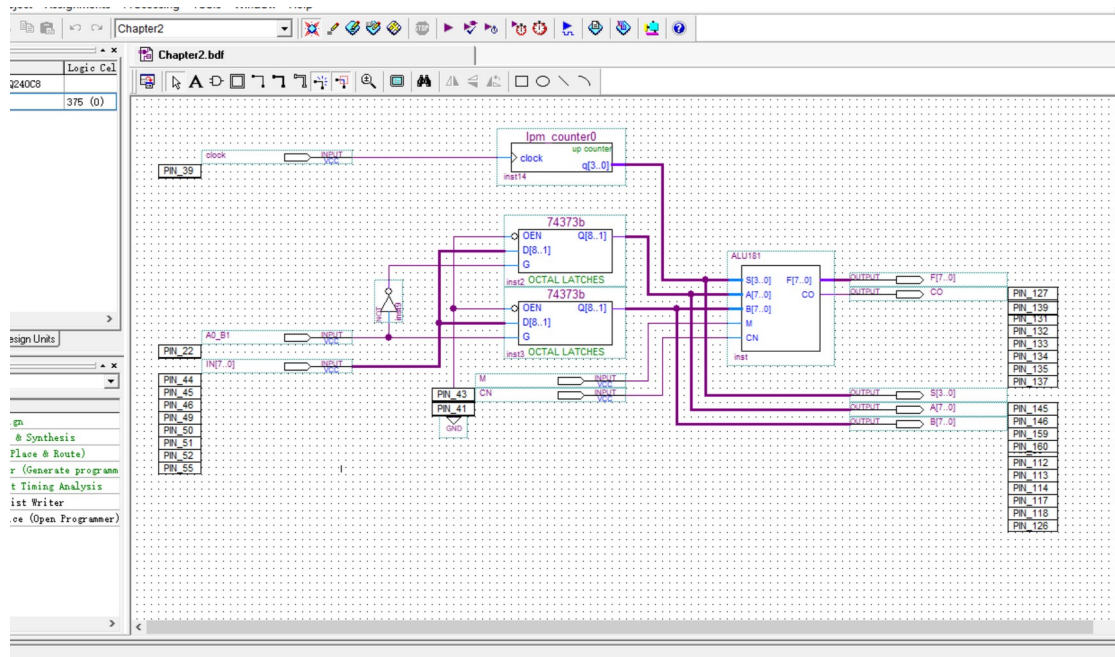 Chapter2
Chapter2.bdf
Logic Cel
Q240C8
375 (0)
esign Units
gn
& Synthesis
Place & Route)
r (Generate programm
t Timing Analysis
ist Writer
ce (Open Programmer)
lpm_counter0
up counter
clock
q[3..0]
inst14
clock
INPUT
VCC
PIN_39
74373b
OEN
D[8..1]
G
Q[8..1]
inst2
OCTAL LATCHES
74373b
OEN
D[8..1]
G
Q[8..1]
inst3
OCTAL LATCHES
NOT
inst9
A0_B1
INPUT
VCC
PIN_22
IN[7..0]
INPUT
VCC
PIN_44
PIN_45
PIN_46
PIN_49
PIN_50
PIN_51
PIN_52
PIN_55
M
INPUT
VCC
PIN_43
CN
INPUT
VCC
PIN_41
GND
ALU181
S[3..0]
A[7..0]
B[7..0]
M
CN
F[7..0]
CO
inst
OUTPUT
F[7..0]
OUTPUT
CO
PIN_127
PIN_139
PIN_131
PIN_132
PIN_133
PIN_134
PIN_135
PIN_137
OUTPUT
S[3..0]
OUTPUT
A[7..0]
OUTPUT
B[7..0]
PIN_145
PIN_146
PIN_159
PIN_160
PIN_112
PIN_113
PIN_114
PIN_117
PIN_118
PIN_126